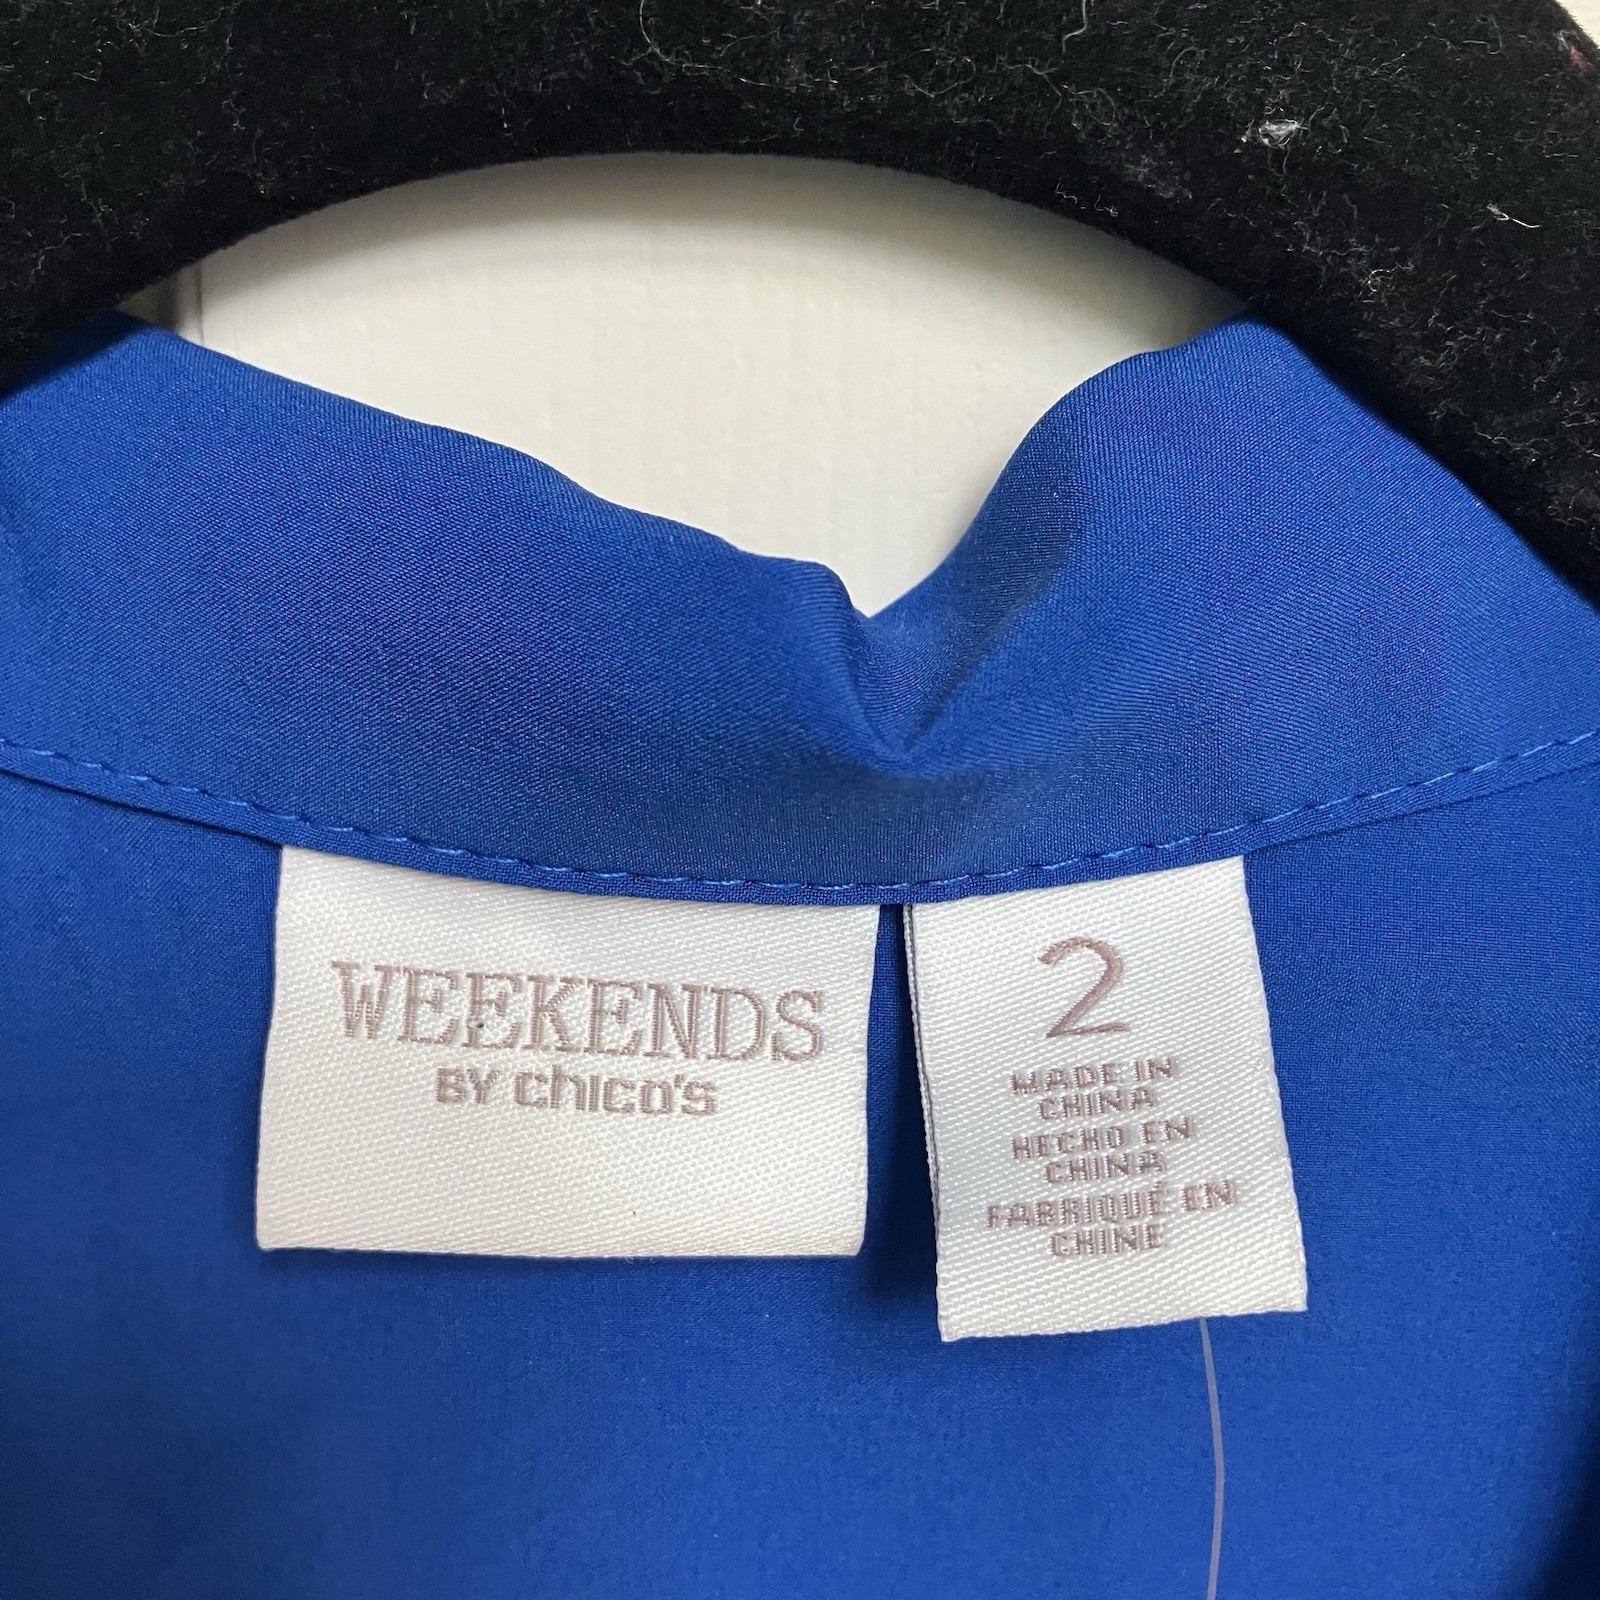 WEEKENDS
BY chico's
2
MADE IN
CHINA
HECHO EN
CHINA
FABRIQUÉ EN
CHINE